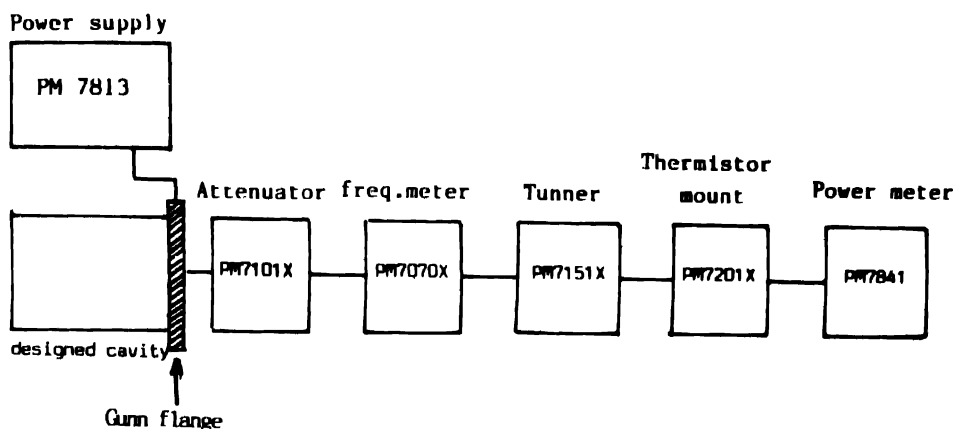 Power supply
PM 7813
Attenuator
freq.meter
Tunner
Thermistor
mount
Power meter
PM7101X
PM7070X
PM7151X
PM7201X
PM7841
designed cavity
Gunn flange